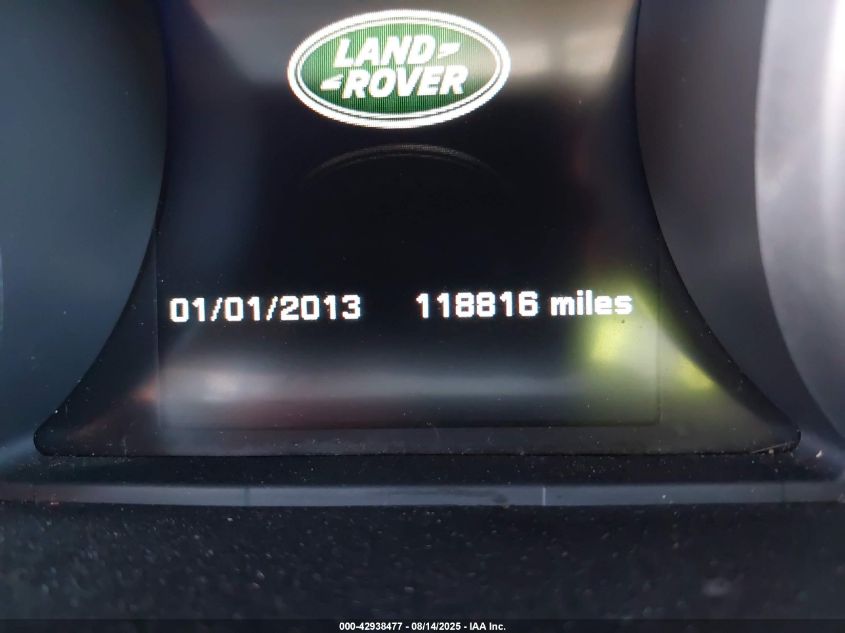 LAND
ROVER
01/01/2013 118816 miles
000-42938477 - 08/14/2025 - IAA Inc.